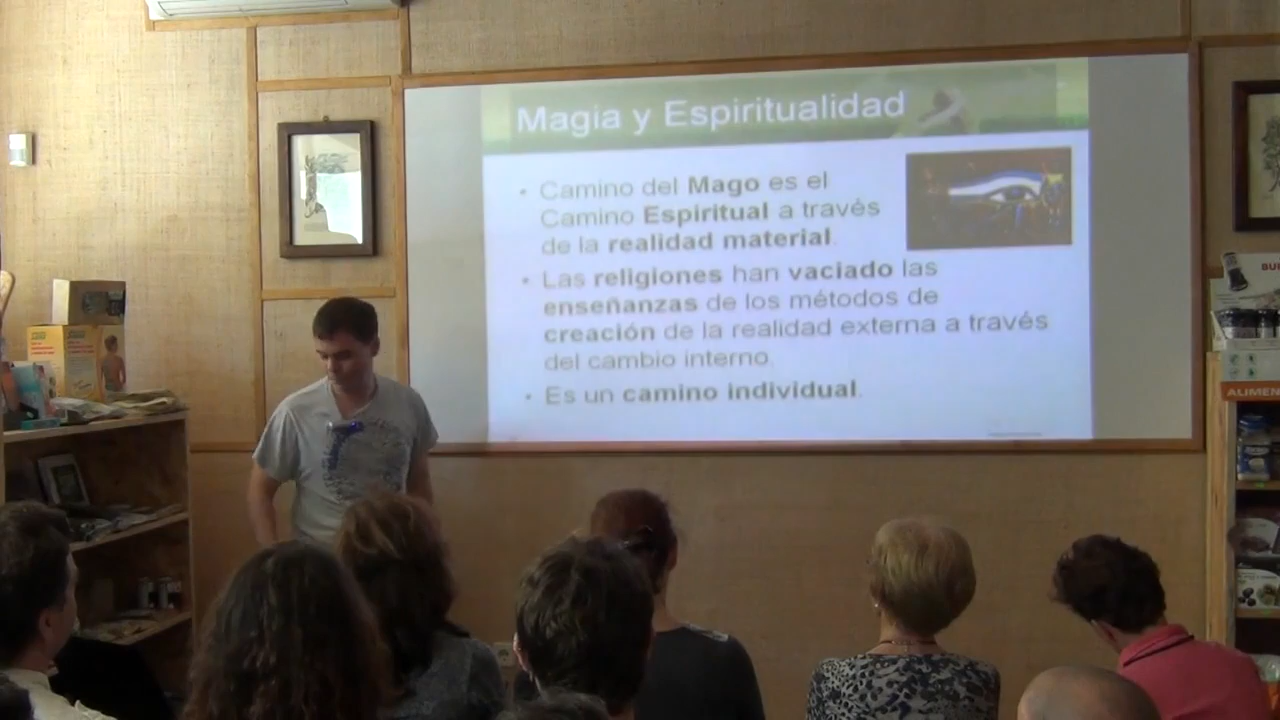 Magia y Espiritualidad
• Camino del Mago es el
Camino Espiritual a través
de la realidad material.
• Las religiones han vaciado las
enseñanzas de los métodos de
creación de la realidad externa a través
del cambio interno.
• Es un camino individual.
ALIMEN